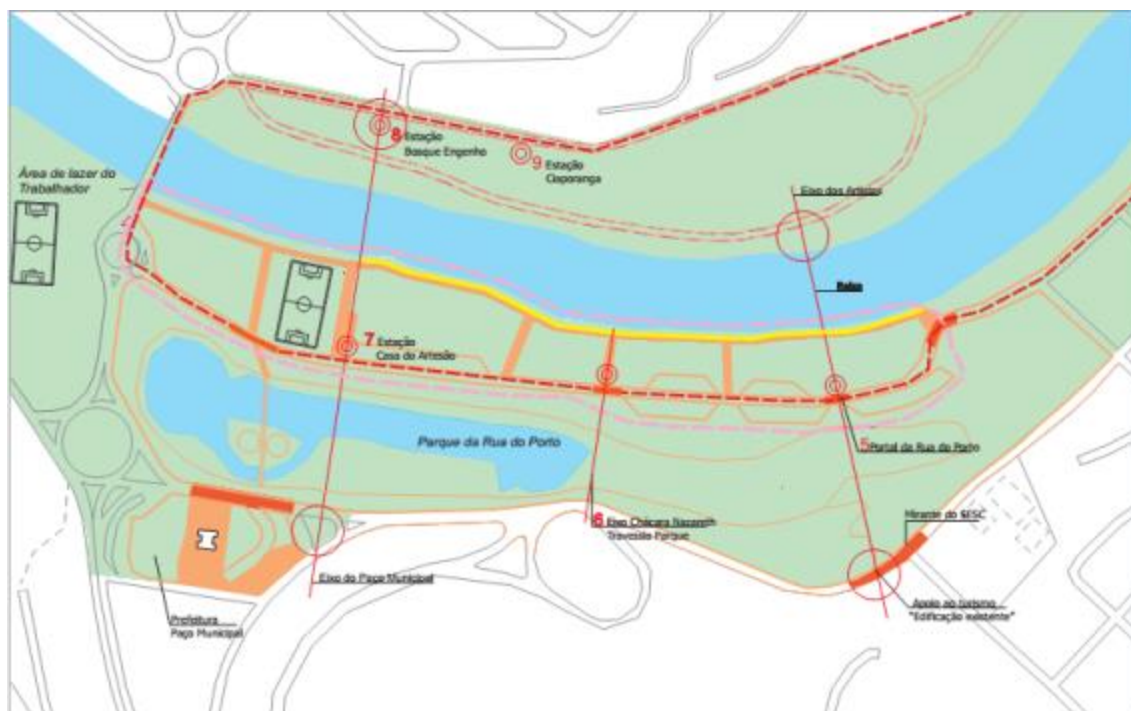 8 Estação
Bosque Engenho
9 Estação
Ciaporanga
Área de lazer do
Trabalhador
Eixo dos Artistas
Balsa
7 Estação
Casa do Artesão
Parque da Rua do Porto
5 Portal da Rua do Porto
6 Eixo Chácara Nazareth
Travessia Parque
Mirante do SESC
Eixo do Paço Municipal
Apoio ao turismo
"Edificação existente"
Prefeitura
Paço Municipal